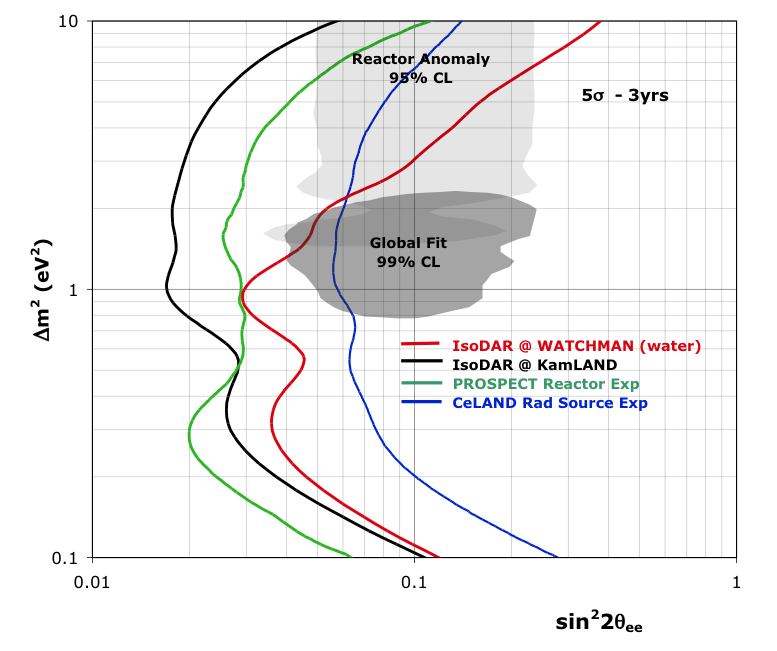 10
Reactor Anomaly
95% CL
5σ - 3yrs
Δm² (eV²)
Global Fit
99% CL
1
IsoDAR @ WATCHMAN (water)
IsoDAR @ KamLAND
PROSPECT Reactor Exp
CeLAND Rad Source Exp
0.1
0.01 0.1 1
sin²2θee